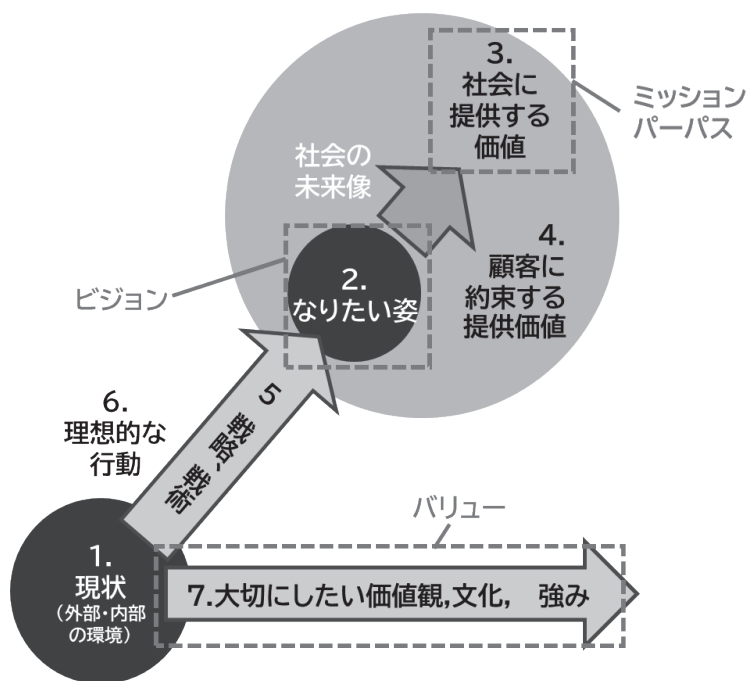 3.
社会に
提供する
価値
ミッション
パーパス
社会の
未来像
4.
顧客に
約束する
提供価値
ビジョン
2.
なりたい姿
5
戦略、戦術
6.
理想的な
行動
バリュー
1.
現状
(外部・内部
の環境)
7.大切にしたい価値観,文化, 強み